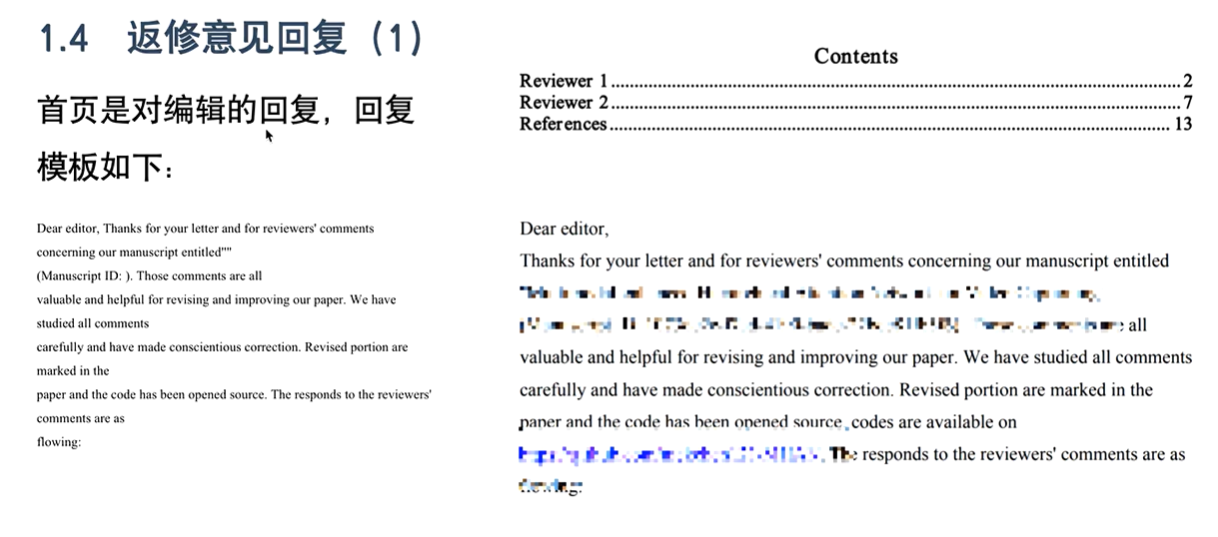 1.4 返修意见回复（1）
首页是对编辑的回复，回复
模板如下：
Dear editor, Thanks for your letter and for reviewers' comments
concerning our manuscript entitled""
(Manuscript ID: ). Those comments are all
valuable and helpful for revising and improving our paper. We have
studied all comments
carefully and have made conscientious correction. Revised portion are
marked in the
paper and the code has been opened source. The responds to the reviewers'
comments are as
flowing:
Contents
Reviewer 1 2
Reviewer 2 7
References 13
Dear editor,
Thanks for your letter and for reviewers' comments concerning our manuscript entitled
all
valuable and helpful for revising and improving our paper. We have studied all comments
carefully and have made conscientious correction. Revised portion are marked in the
paper and the code has been opened source , codes are available on
The responds to the reviewers' comments are as